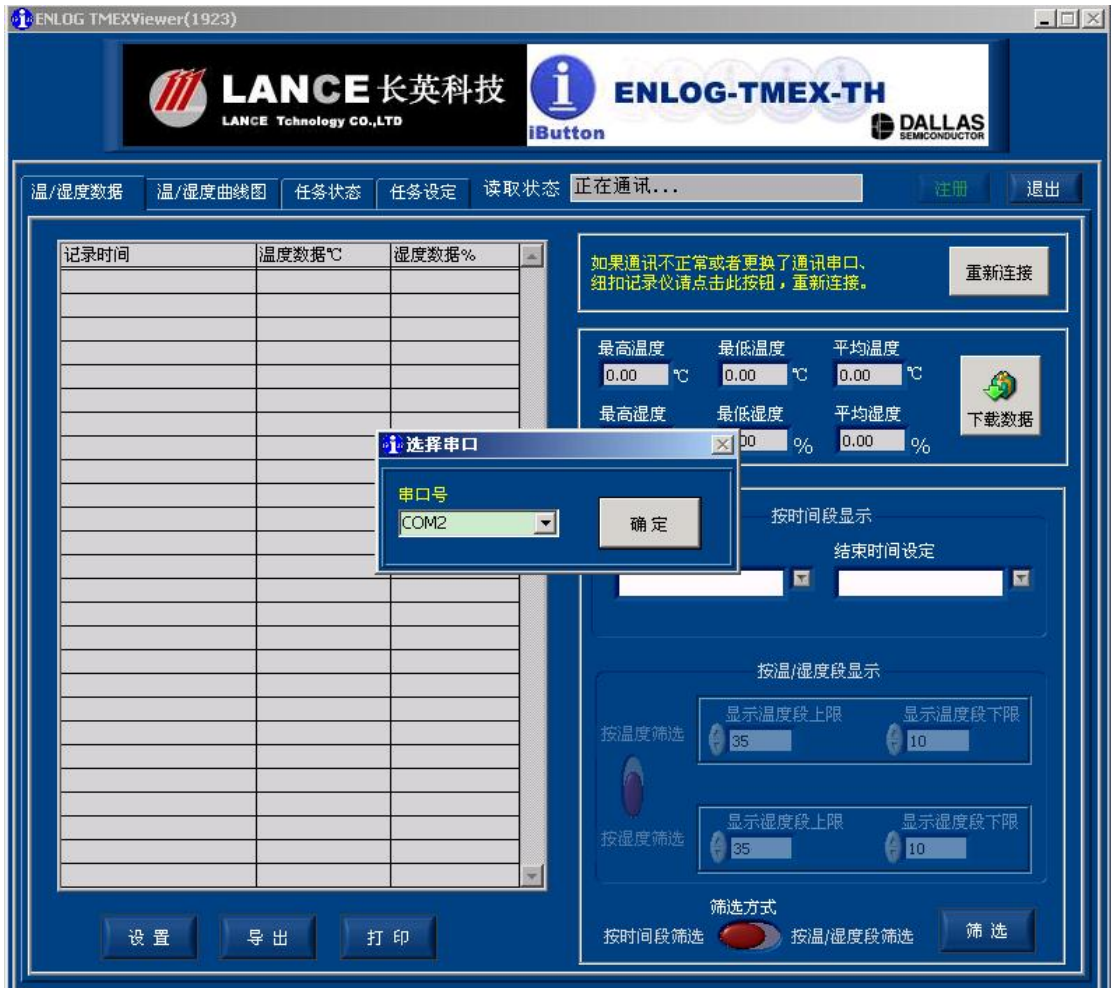 ENLOG TMEXViewer(1923)
LANCE 长英科技
LANCE Tchnology CO.,LTD
i
iButton
ENLOG-TMEX-TH
DALLAS
SEMICONDUCTOR
温/湿度数据 温/湿度曲线图 任务状态 任务设定 读取状态 正在通讯... 注册 退出
记录时间 温度数据℃ 湿度数据%
如果通讯不正常或者更换了通讯串口、
纽扣记录仪请点击此按钮，重新连接。
重新连接
最高温度 最低温度 平均温度
0.00 ℃ 0.00 ℃ 0.00 ℃
下载数据
最高湿度 最低湿度 平均湿度
% 0.00 %
选择串口
串口号
COM2
确定
按时间段显示
结束时间设定
按温/湿度段显示
按温度筛选
显示温度段上限 显示温度段下限
35 10
按湿度筛选
显示湿度段上限 显示湿度段下限
35 10
筛选方式
按时间段筛选 按温/湿度段筛选
筛选
设置 导出 打印